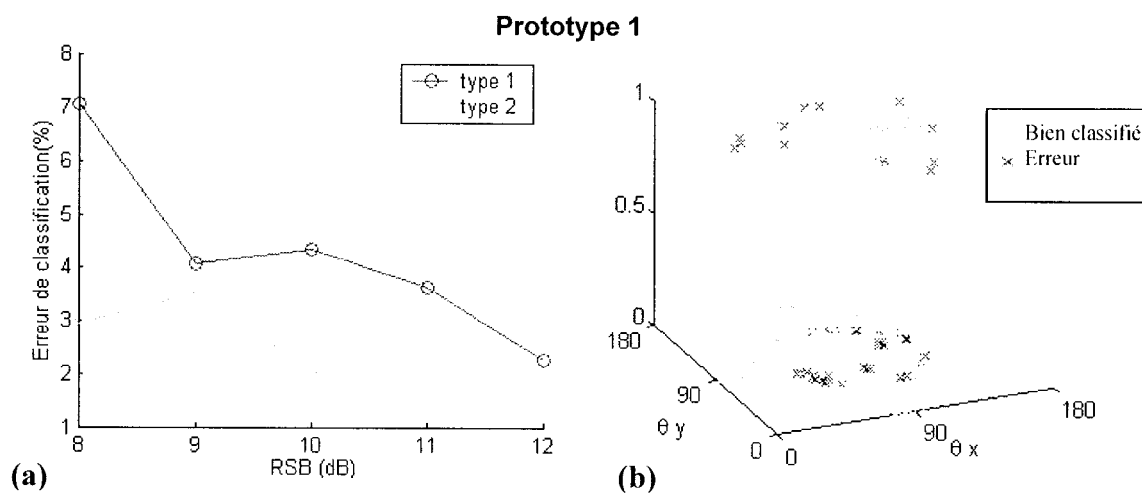 Prototype 1
8
7
6
5
4
3
2
1
Erreur de classification(%)
type 1
type 2
8 9 10 11 12
RSB (dB)
(a)
1
0.5
0
Bien classifié
Erreur
180
90
0
θ y
0
90
180
θ x
(b)